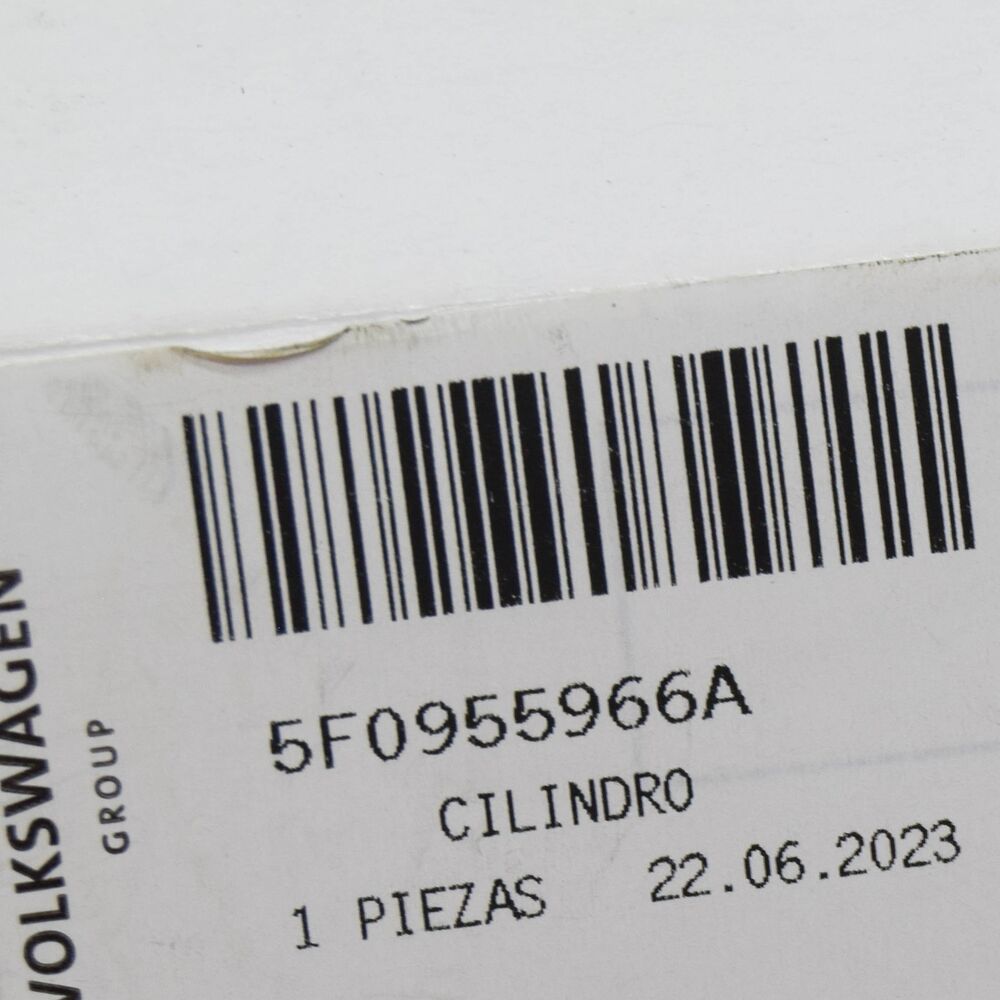 5F0955966A
CILINDRO
1 PIEZAS 22.06.2023
VOLKSWAGEN
GROUP